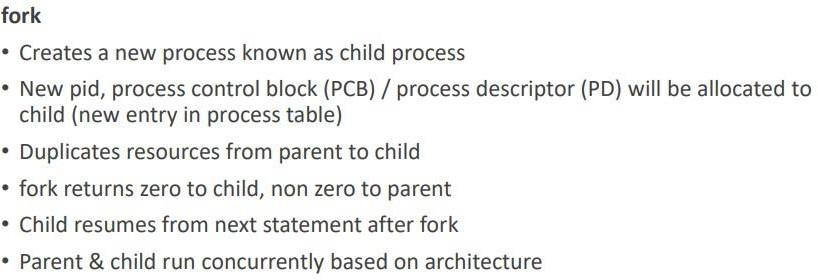 fork
• Creates a new process known as child process
• New pid, process control block (PCB) / process descriptor (PD) will be allocated to
child (new entry in process table)
• Duplicates resources from parent to child
• fork returns zero to child, non zero to parent
• Child resumes from next statement after fork
• Parent & child run concurrently based on architecture